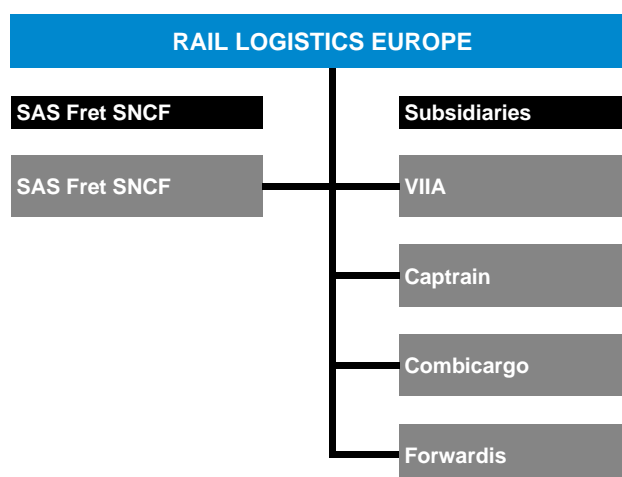 RAIL LOGISTICS EUROPE
SAS Fret SNCF
Subsidiaries
SAS Fret SNCF
VIIA
Captrain
Combicargo
Forwardis